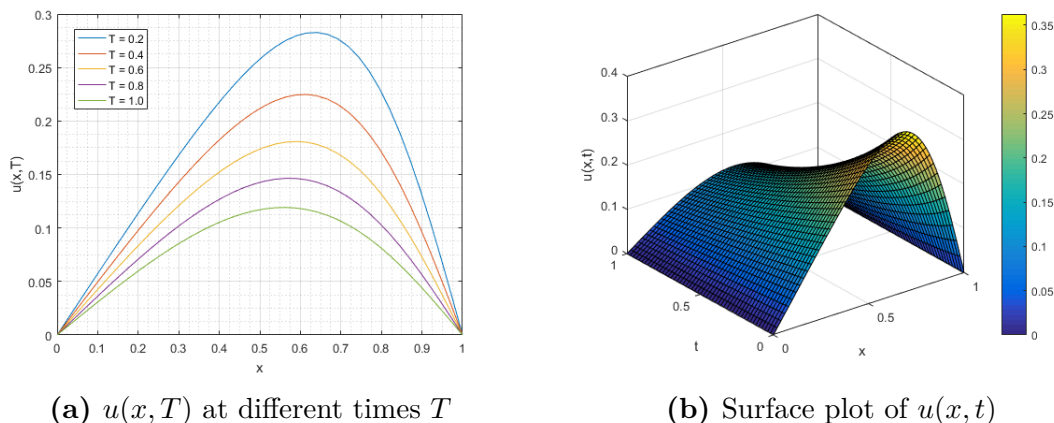 0.3
0.25
0.2
0.15
0.1
0.05
0
u(x,T)
T = 0.2
T = 0.4
T = 0.6
T = 0.8
T = 1.0
0 0.1 0.2 0.3 0.4 0.5 0.6 0.7 0.8 0.9 1
x
(a) u(x, T) at different times T
0.4
0.3
0.2
0.1
0
u(x,t)
1
0.5
0
t
0
0.5
1
x
0.35
0.3
0.25
0.2
0.15
0.1
0.05
0
(b) Surface plot of u(x, t)